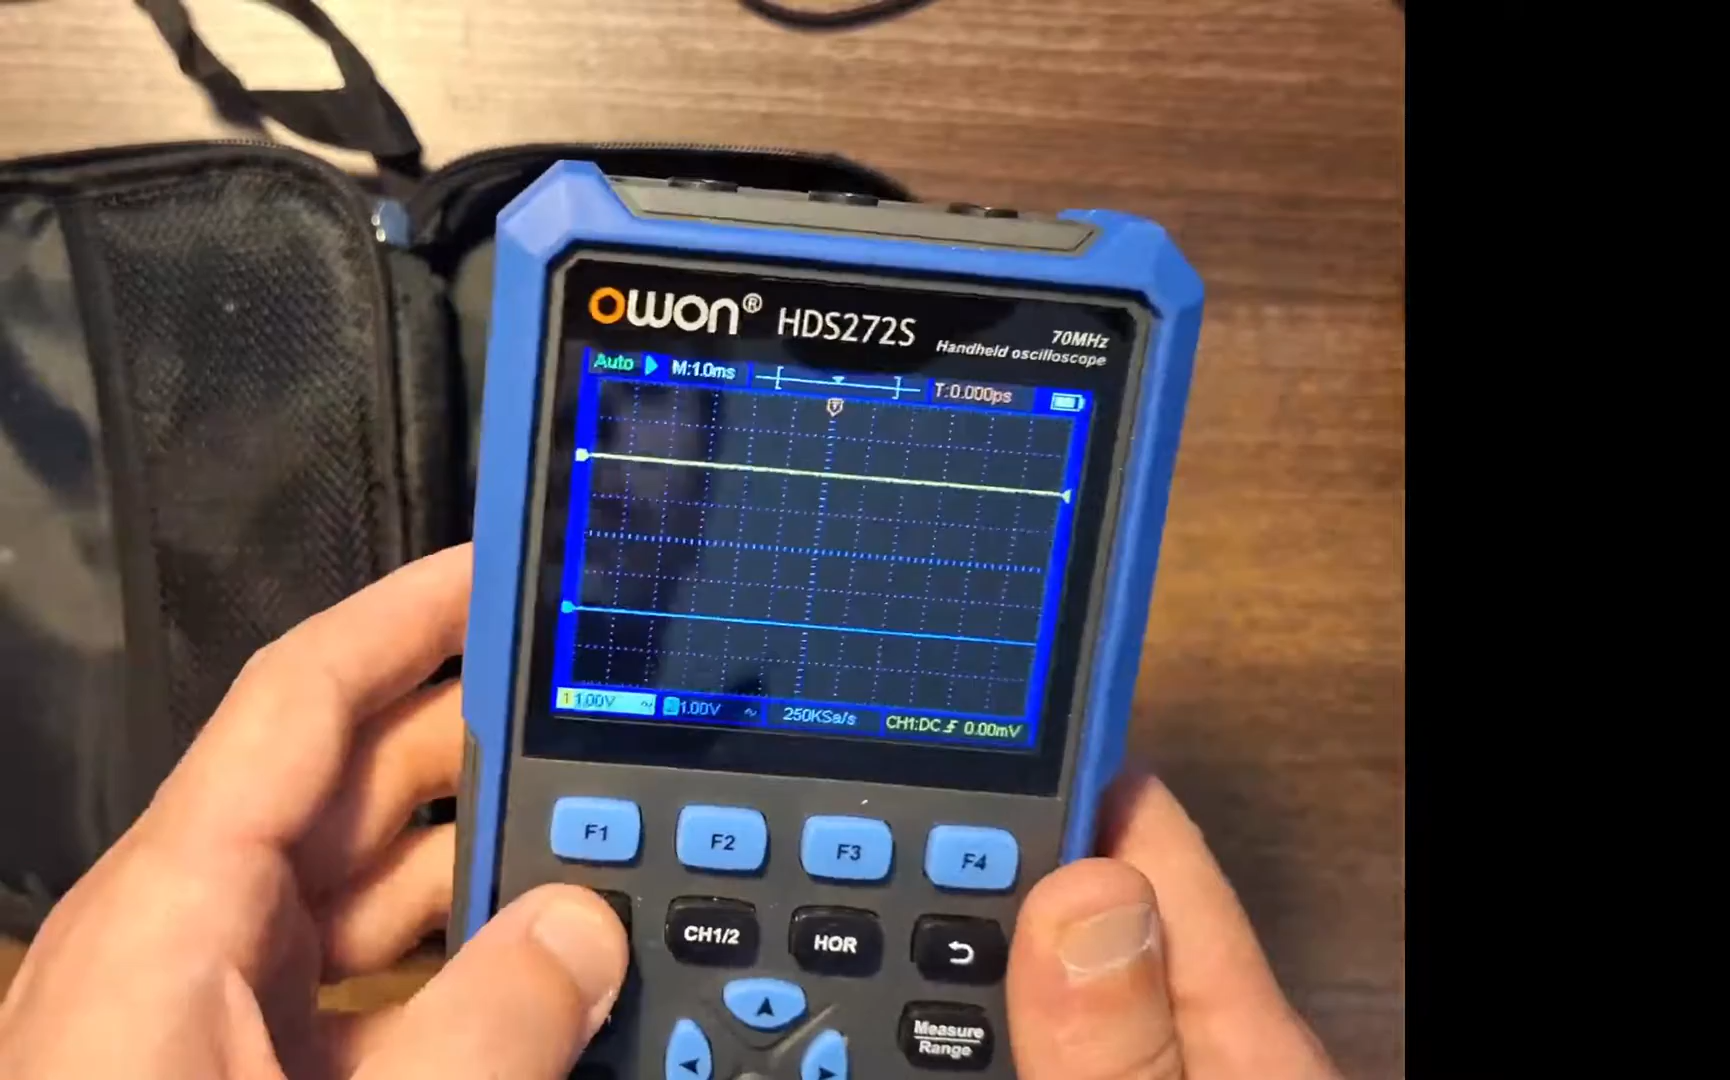 OWON® HDS272S
70MHz
Handheld oscilloscope
Auto M:1.0ms T T:0.000ps
1 1.00V ~ 1.00V ~ 250KSa/s CH1:DC 0.00mV
F1 F2 F3 F4
CH1/2 HOR
Measure
Range